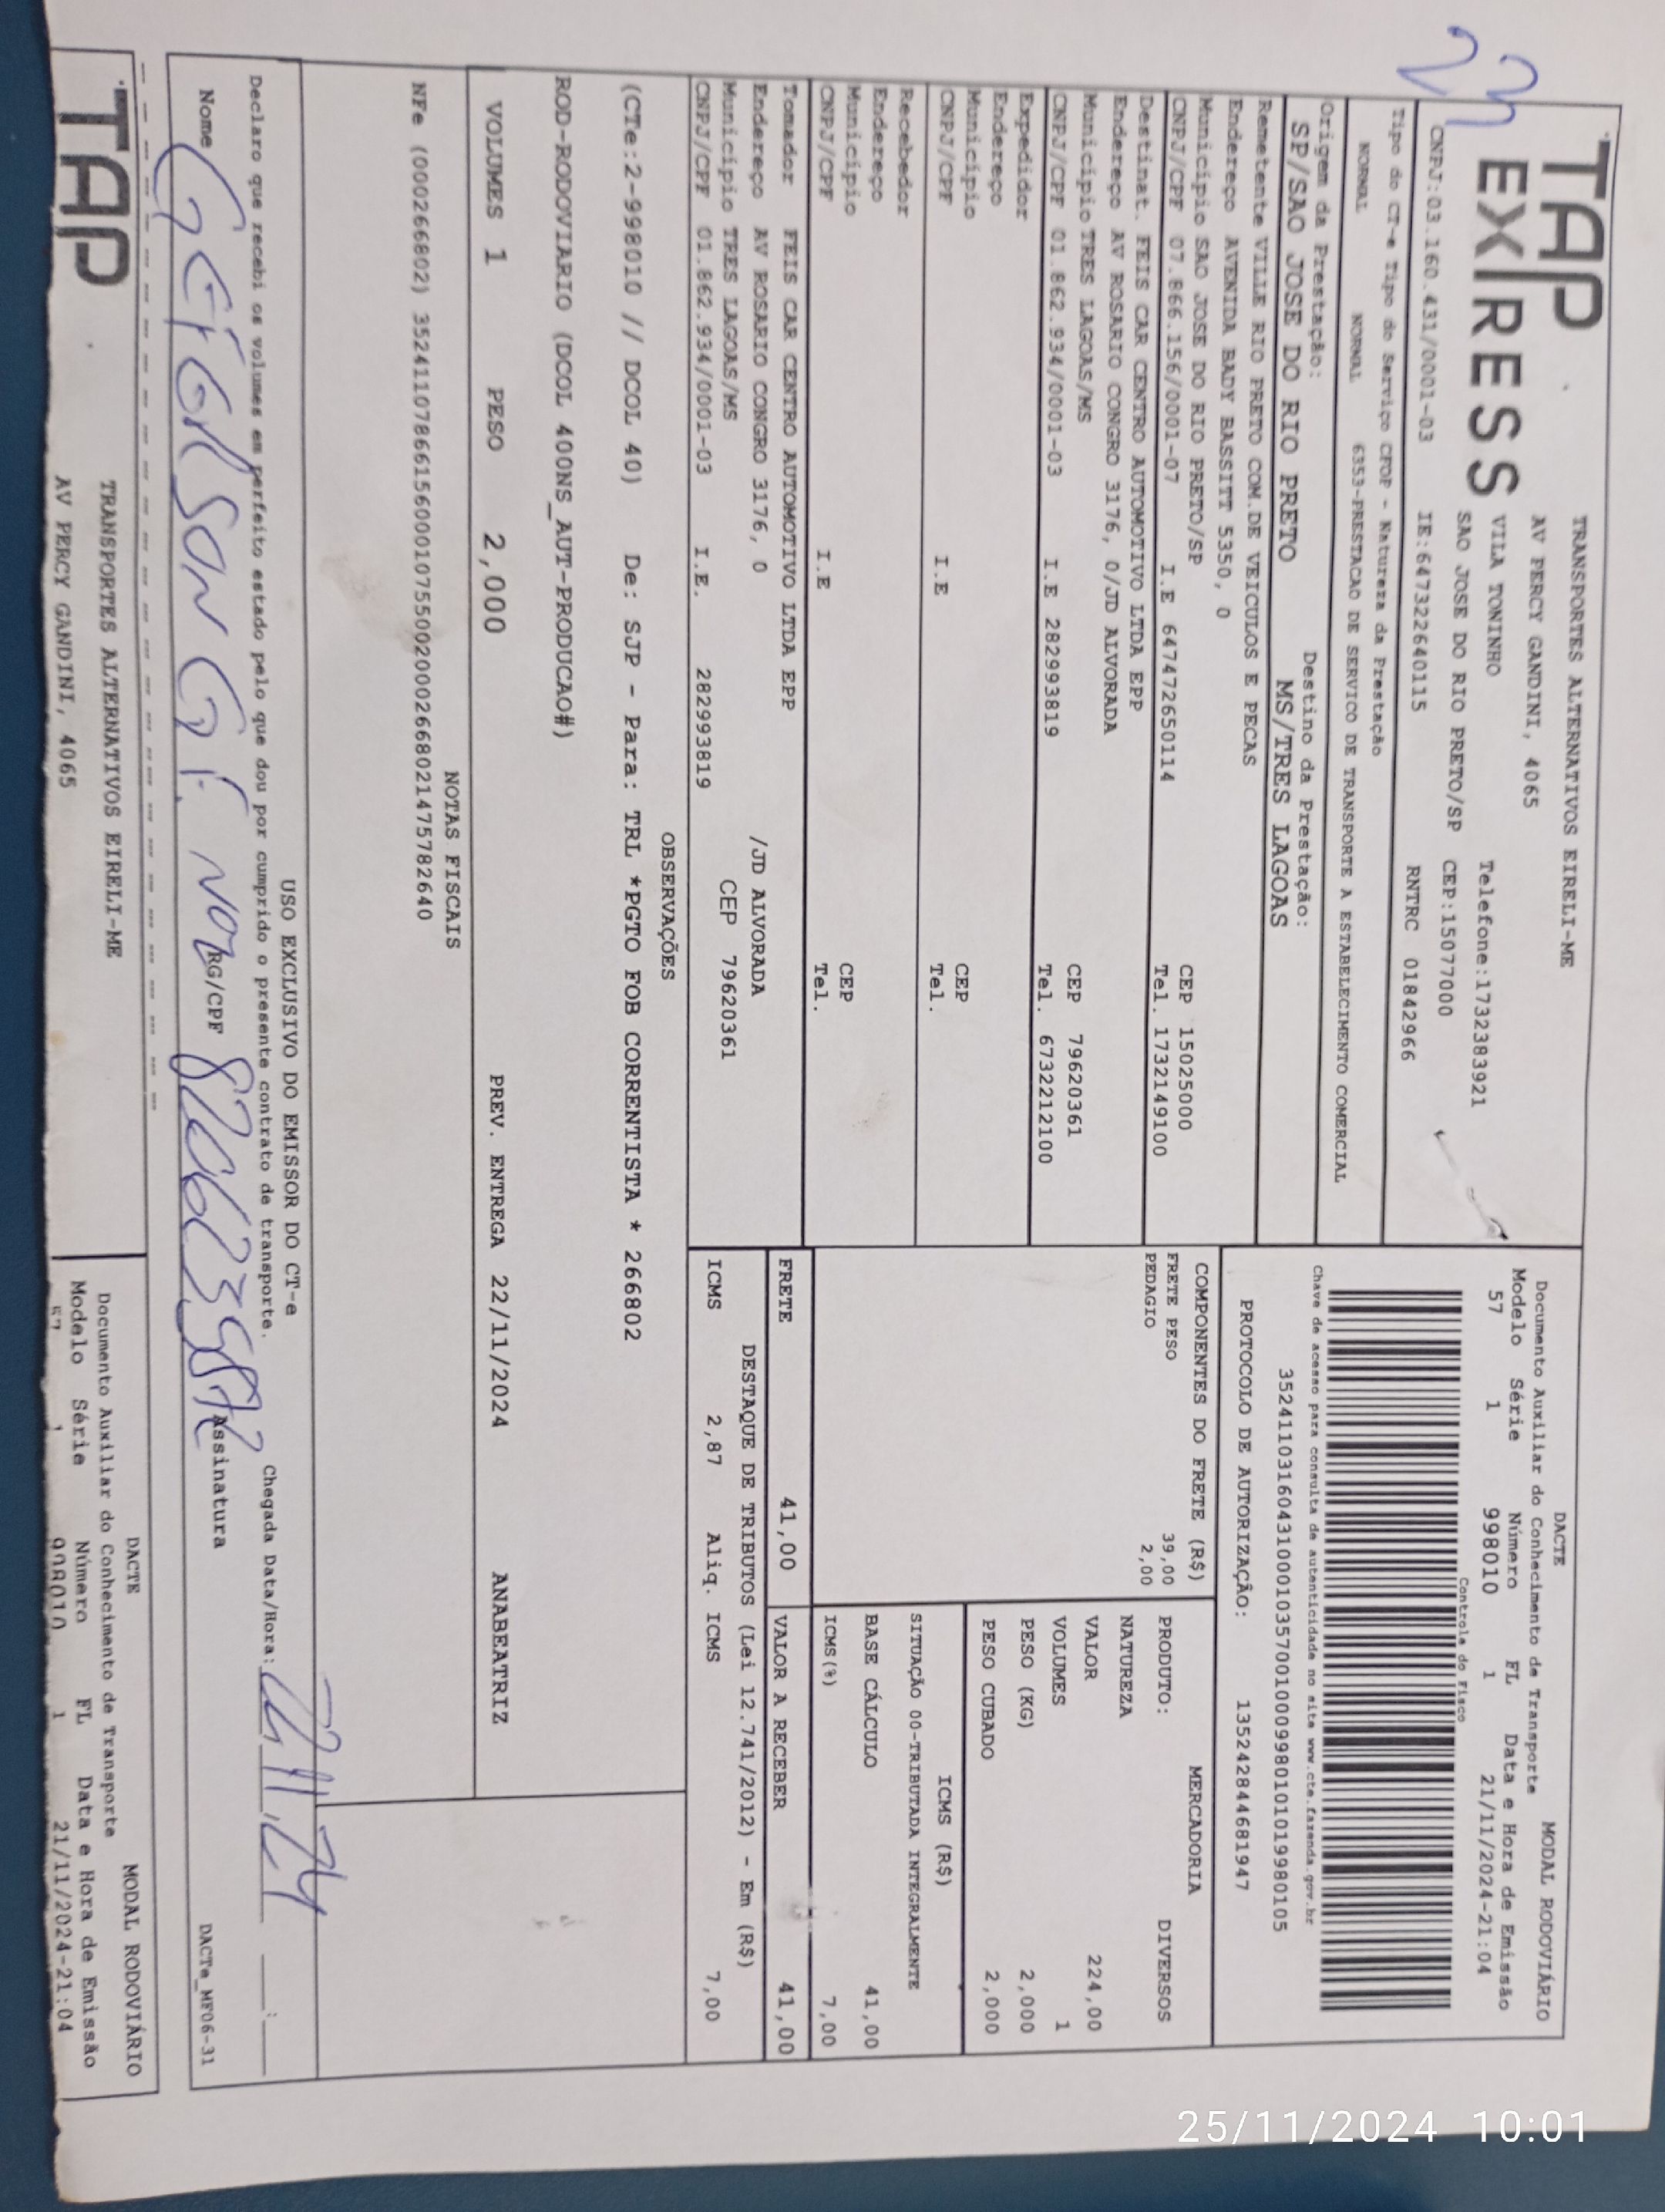 TAP
EXPRESS
TRANSPORTES ALTERNATIVOS EIRELI-ME
AV PERCY GANDINI, 4065
VILA TONINHO Telefone:1732383921
SAO JOSE DO RIO PRETO/SP CEP:15077000
CNPJ:03.160.431/0001-03 IE:647322640115 RNTRC 01842966
DACTE MODAL RODOVIÁRIO
Documento Auxiliar do Conhecimento de Transporte
Modelo Série Número FL Data e Hora de Emissão
57 1 998010 1 21/11/2024-21:04
Controle do Fisco
Tipo do CT-e Tipo do Serviço CFOP - Natureza da Prestação
NORMAL NORMAL 6353-PRESTACAO DE SERVICO DE TRANSPORTE A ESTABELECIMENTO COMERCIAL
Chave de acesso para consulta de autenticidade no site www.cte.fazenda.gov.br
35241103160431000103570010009980101019980105
PROTOCOLO DE AUTORIZAÇÃO: 135242844681947
Origem da Prestação: Destino da Prestação:
SP/SAO JOSE DO RIO PRETO MS/TRES LAGOAS
Remetente VILLE RIO PRETO COM.DE VEICULOS E PECAS
Endereço AVENIDA BADY BASSITT 5350, 0
Município SAO JOSE DO RIO PRETO/SP CEP 15025000
CNPJ/CPF 07.866.156/0001-07 I.E 647472650114 Tel. 1732149100
Destinat. FEIS CAR CENTRO AUTOMOTIVO LTDA EPP
Endereço AV ROSARIO CONGRO 3176, 0/JD ALVORADA
Município TRES LAGOAS/MS CEP 79620361
CNPJ/CPF 01.862.934/0001-03 I.E 282993819 Tel. 6732212100
Expedidor
Endereço
Município CEP
CNPJ/CPF I.E Tel.
Recebedor
Endereço
Município CEP
CNPJ/CPF I.E Tel.
Tomador FEIS CAR CENTRO AUTOMOTIVO LTDA EPP
Endereço AV ROSARIO CONGRO 3176, 0 /JD ALVORADA
Município TRES LAGOAS/MS CEP 79620361
CNPJ/CPF 01.862.934/0001-03 I.E. 282993819
COMPONENTES DO FRETE (R$)
FRETE PESO 39,00
PEDAGIO 2,00
MERCADORIA
PRODUTO: DIVERSOS
NATUREZA
VALOR 224,00
VOLUMES 1
PESO (KG) 2,000
PESO CUBADO 2,000
ICMS (R$)
SITUAÇÃO 00-TRIBUTADA INTEGRALMENTE
BASE CÁLCULO 41,00
ICMS(%) 7,00
FRETE 41,00 VALOR A RECEBER 41,00
DESTAQUE DE TRIBUTOS (Lei 12.741/2012) - Em (R$)
ICMS 2,87 Aliq. ICMS 7,00
OBSERVAÇÕES
(CTe:2-998010 // DCOL 40) De: SJP - Para: TRL *PGTO FOB CORRENTISTA * 266802
ROD-RODOVIARIO (DCOL 400NS_AUT-PRODUCAO#)
VOLUMES 1 PESO 2,000 PREV. ENTREGA 22/11/2024 ANABEATRIZ
NOTAS FISCAIS
NFe (000266802) 35241107866156000107550020002668021475782640
USO EXCLUSIVO DO EMISSOR DO CT-e
Declaro que recebi os volumes em perfeito estado pelo que dou por cumprido o presente contrato de transporte. Chegada Data/Hora:
Nome RG/CPF Assinatura
DACTe_MF06-31
TAP
TRANSPORTES ALTERNATIVOS EIRELI-ME
AV PERCY GANDINI, 4065
DACTE MODAL RODOVIÁRIO
Documento Auxiliar do Conhecimento de Transporte
Modelo Série Número FL Data e Hora de Emissão
57 1 998010 1 21/11/2024-21:04
25/11/2024 10:01